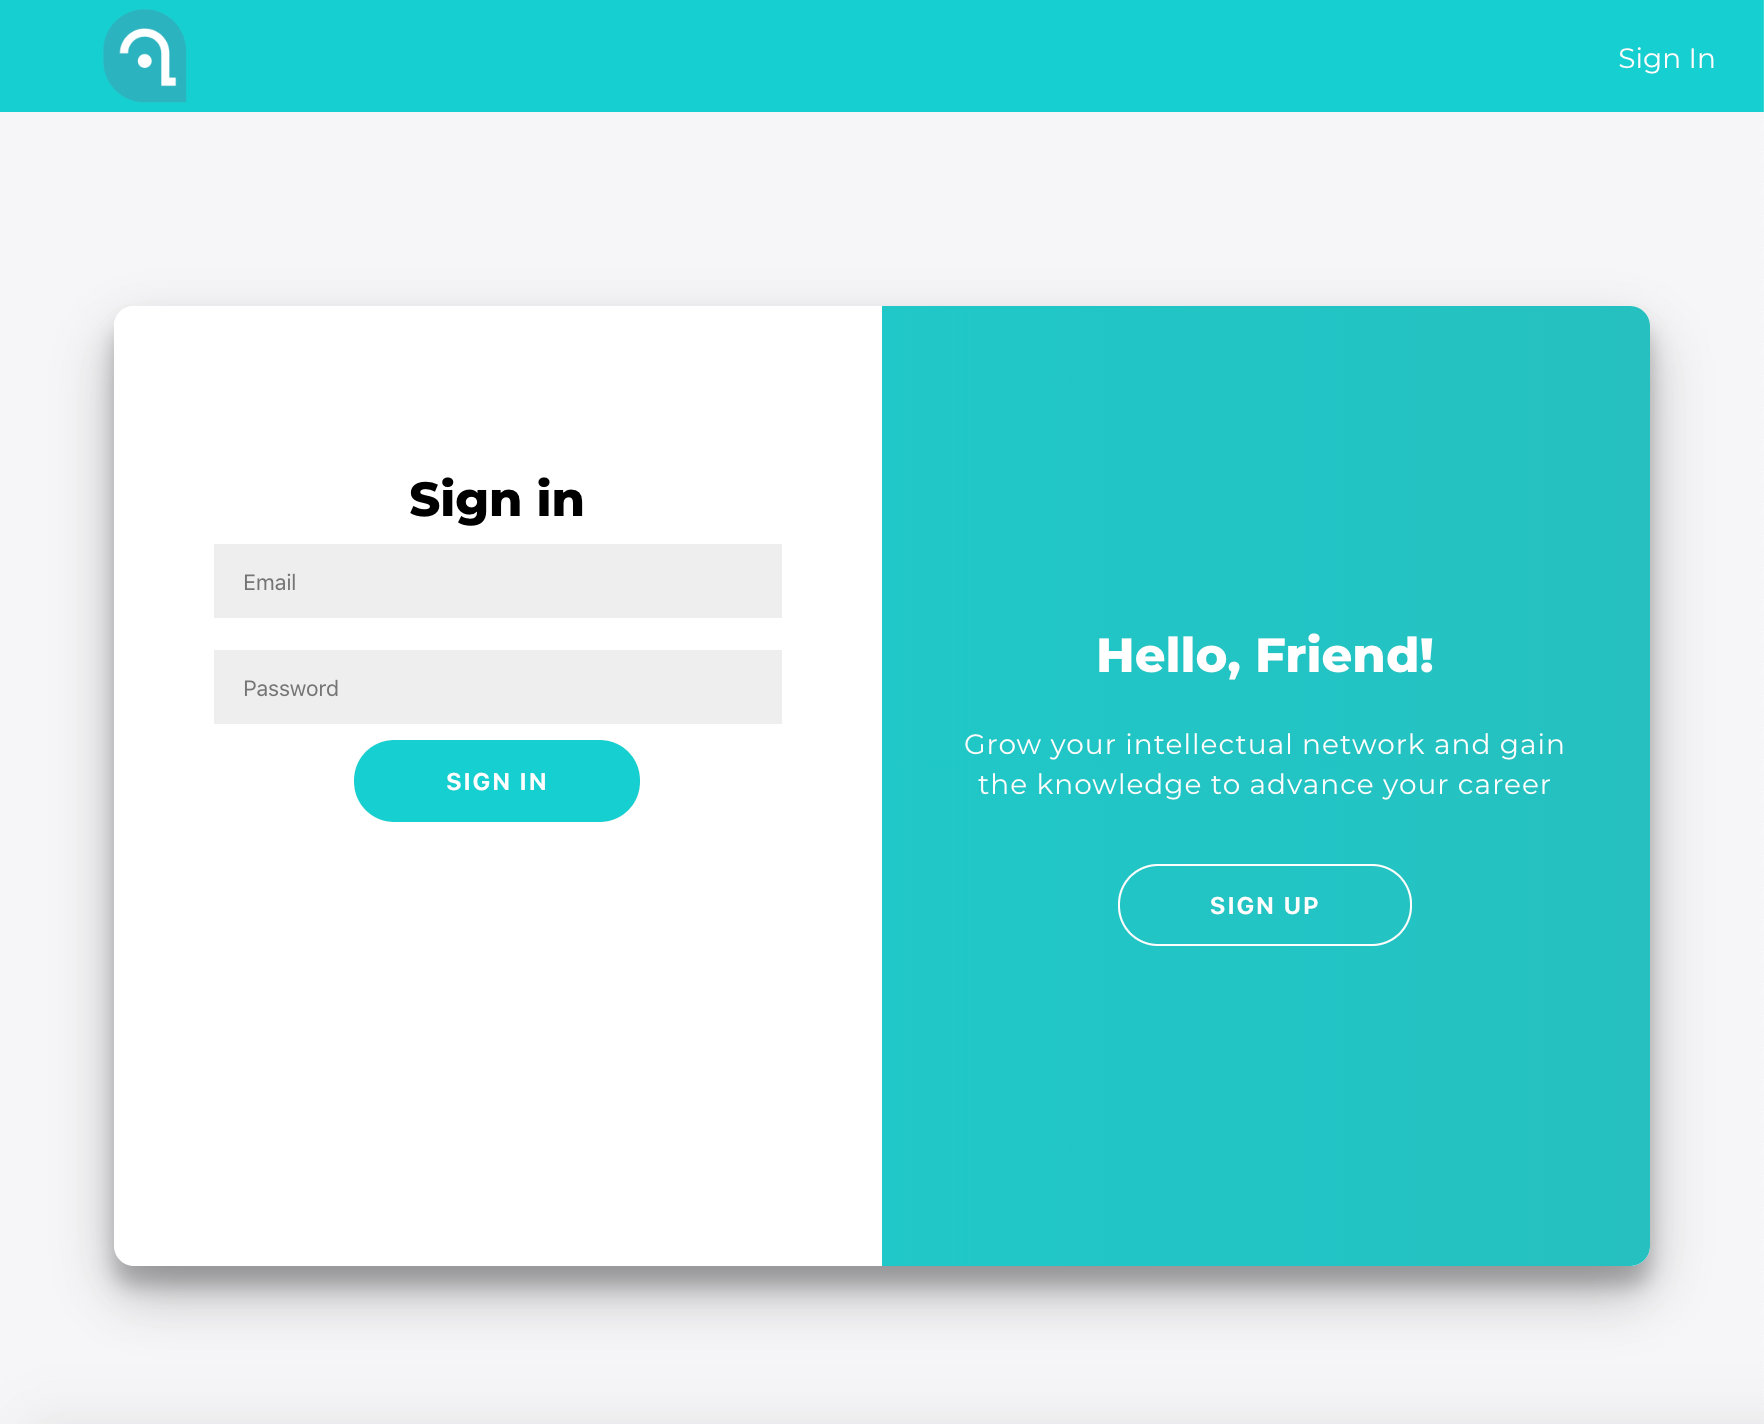 Sign In
Sign in
Email
Password
SIGN IN
Hello, Friend!
Grow your intellectual network and gain
the knowledge to advance your career
SIGN UP